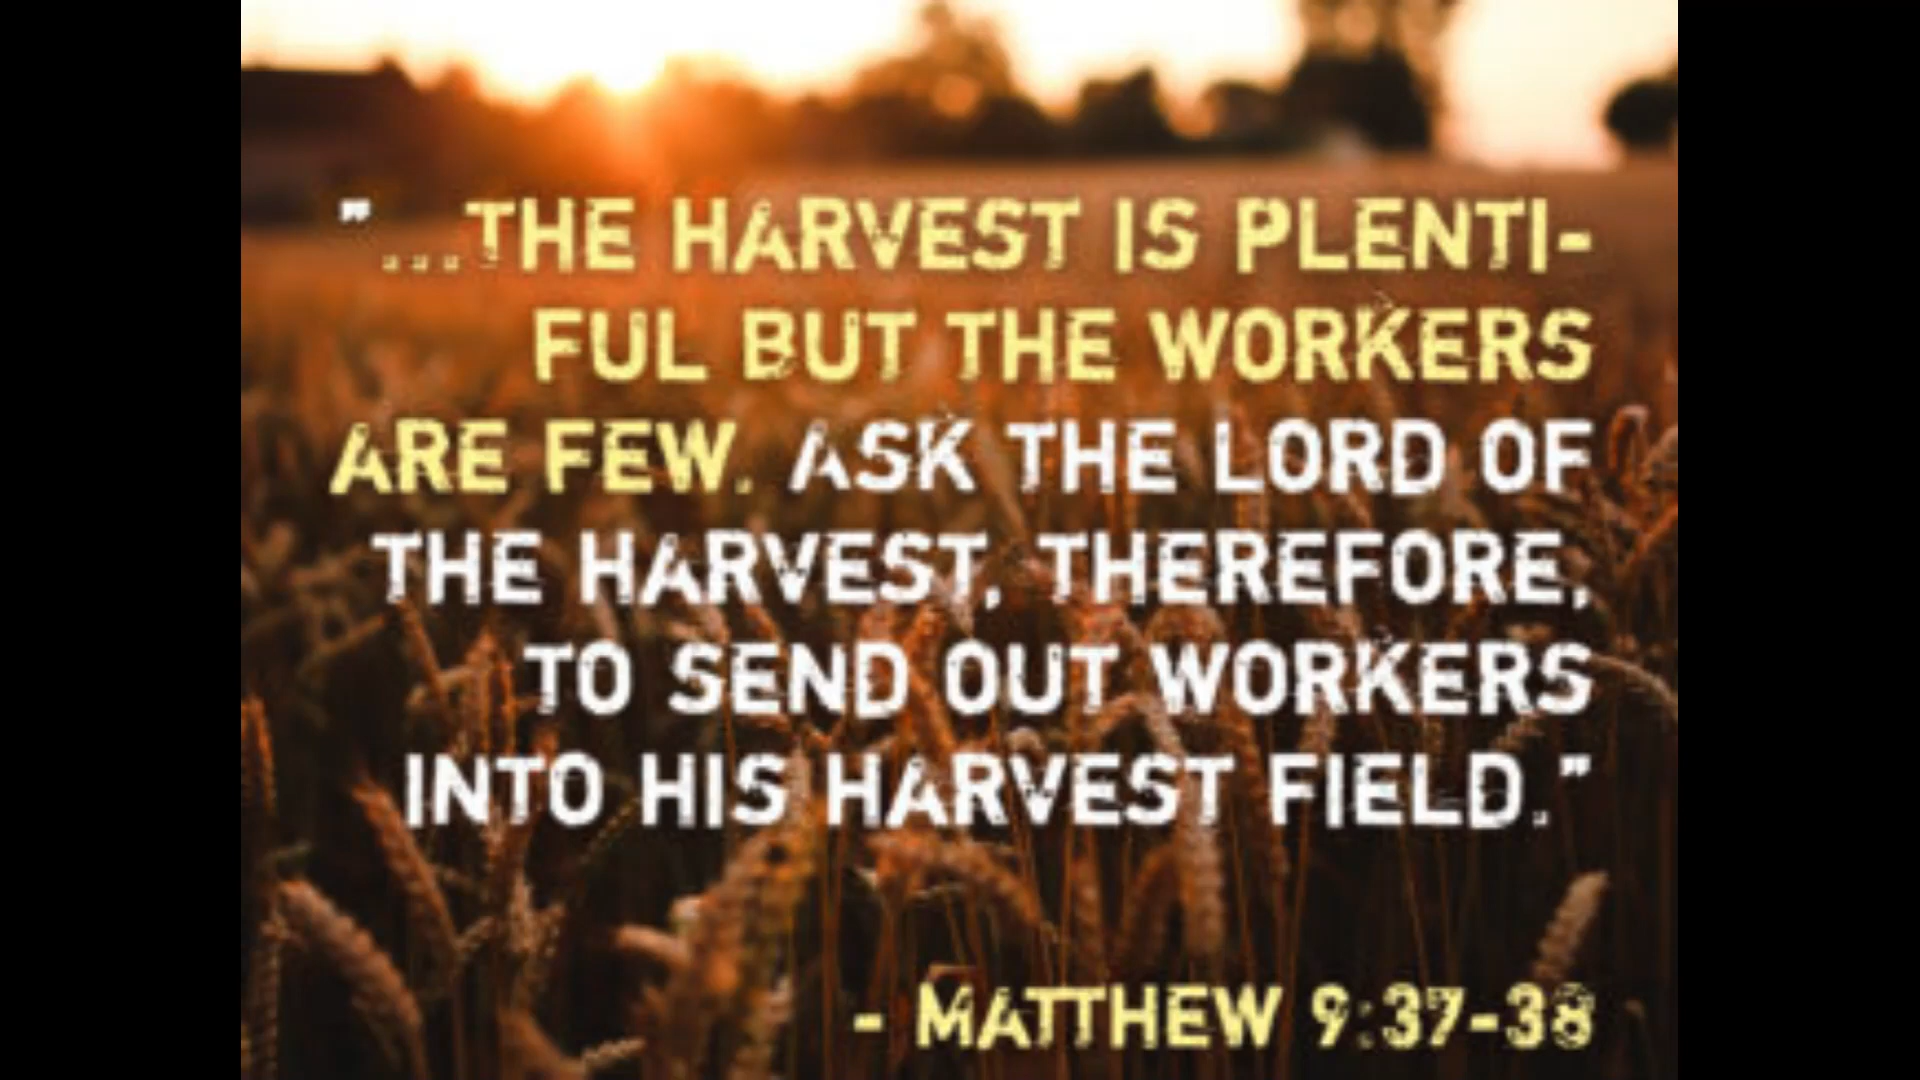 "...THE HARVEST IS PLENTI-
FUL BUT THE WORKERS
ARE FEW. ASK THE LORD OF
THE HARVEST, THEREFORE,
TO SEND OUT WORKERS
INTO HIS HARVEST FIELD."
- MATTHEW 9:37-38